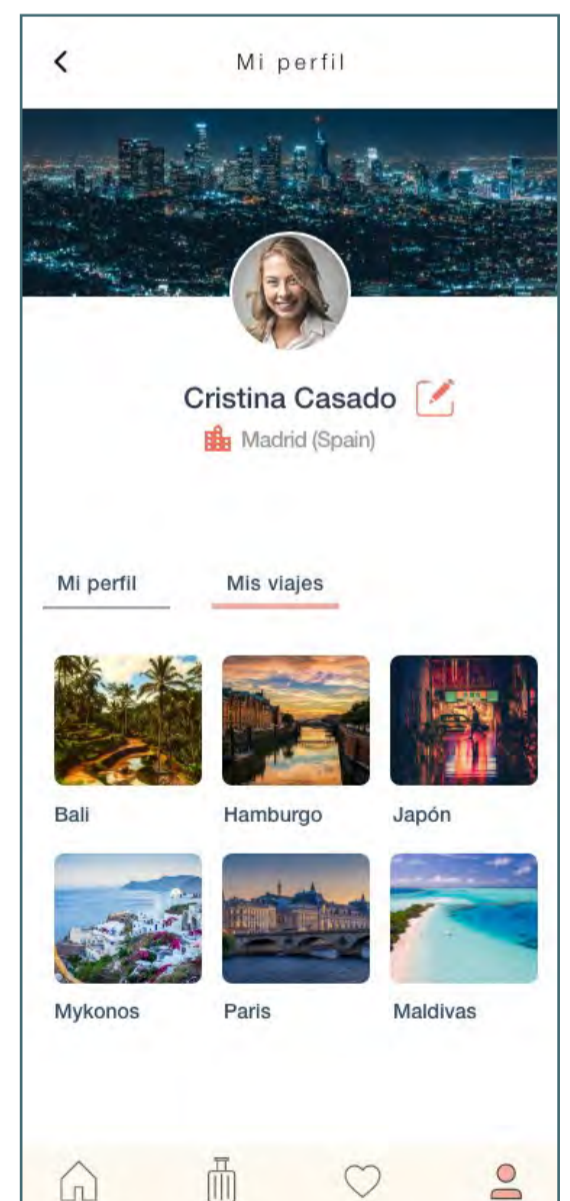 Mi perfil
Cristina Casado
Madrid (Spain)
Mi perfil Mis viajes
Bali Hamburgo Japón
Mykonos Paris Maldivas